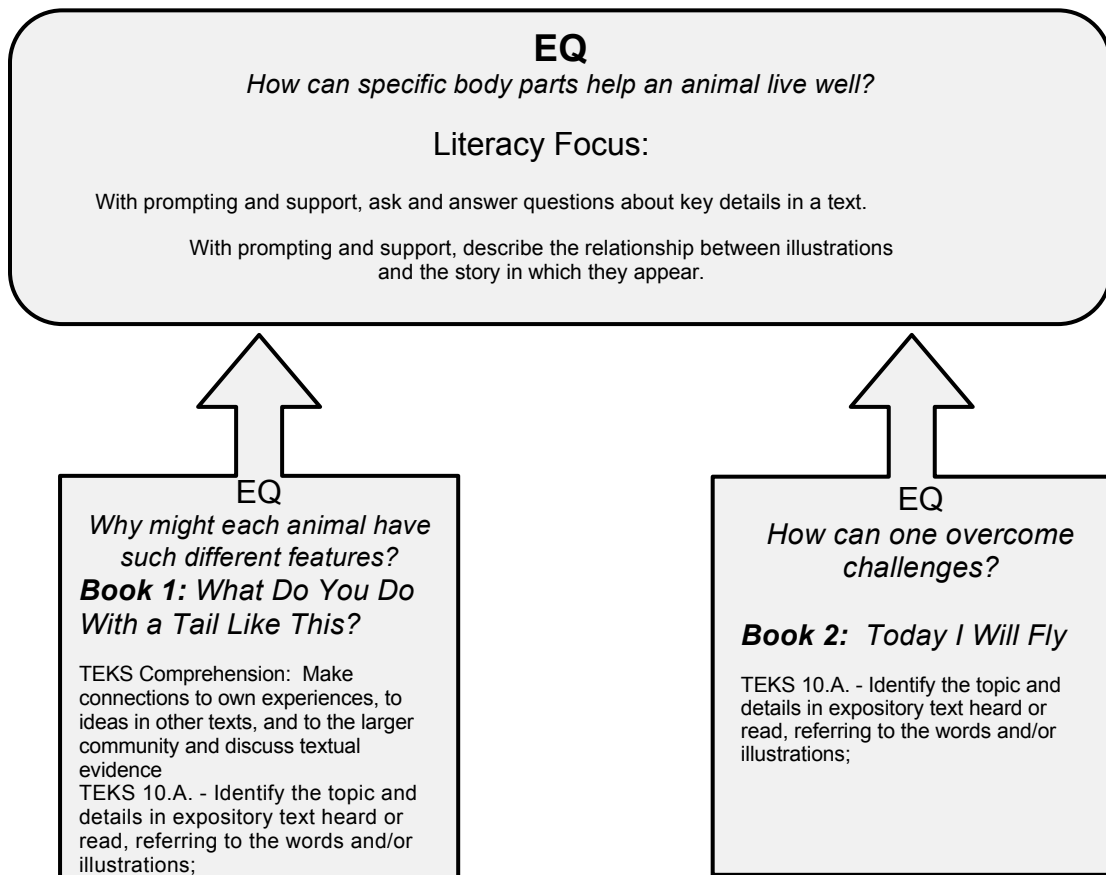 EQ
How can specific body parts help an animal live well?
Literacy Focus:
With prompting and support, ask and answer questions about key details in a text.
With prompting and support, describe the relationship between illustrations
and the story in which they appear.
EQ
Why might each animal have
such different features?
Book 1: What Do You Do
With a Tail Like This?
TEKS Comprehension:  Make
connections to own experiences, to
ideas in other texts, and to the larger
community and discuss textual
evidence
TEKS 10.A. - Identify the topic and
details in expository text heard or
read, referring to the words and/or
illustrations;
EQ
How can one overcome
challenges?
Book 2:  Today I Will Fly
TEKS 10.A. - Identify the topic and
details in expository text heard or
read, referring to the words and/or
illustrations;